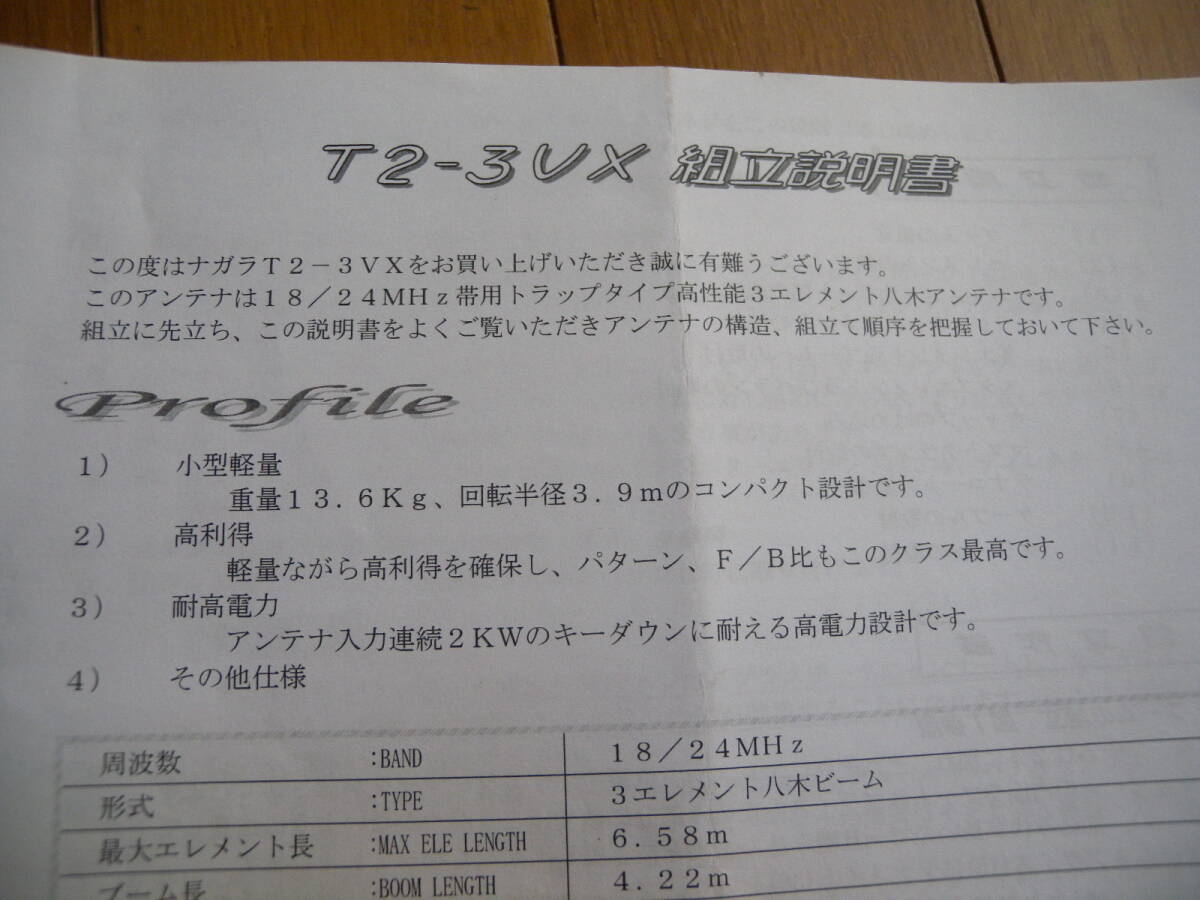 T2-3VX 組立説明書
この度はナガラT2-3VXをお買い上げいただき誠に有難うございます。
このアンテナは18/24MHz帯用トラップタイプ高性能3エレメント八木アンテナです。
組立に先立ち、この説明書をよくご覧いただきアンテナの構造、組立て順序を把握しておいて下さい。
Profile
1) 小型軽量
重量13.6Kg、回転半径3.9mのコンパクト設計です。
2) 高利得
軽量ながら高利得を確保し、パターン、F/B比もこのクラス最高です。
3) 耐高電力
アンテナ入力連続2KWのキーダウンに耐える高電力設計です。
4) その他仕様
周波数 :BAND 18/24MHz
形式 :TYPE 3エレメント八木ビーム
最大エレメント長 :MAX ELE LENGTH 6.58m
ブーム長 :BOOM LENGTH 4.22m